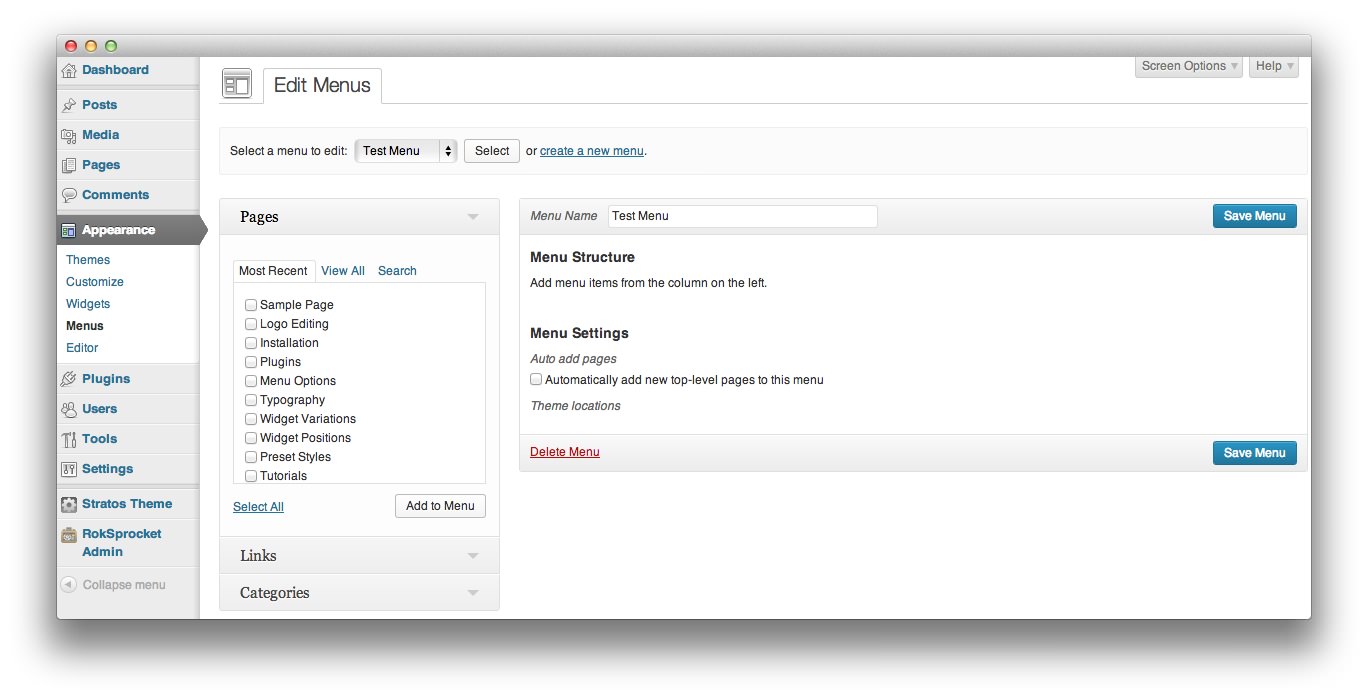 Dashboard
Posts
Media
Pages
Comments
Appearance
Themes
Customize
Widgets
Menus
Editor
Plugins
Users
Tools
Settings
Stratos Theme
RokSprocket
Admin
Collapse menu
Screen Options
Help
Edit Menus
Select a menu to edit: Test Menu Select or create a new menu.
Pages
Most Recent View All Search
Sample Page
Logo Editing
Installation
Plugins
Menu Options
Typography
Widget Variations
Widget Positions
Preset Styles
Tutorials
Select All Add to Menu
Links
Categories
Menu Name Test Menu Save Menu
Menu Structure
Add menu items from the column on the left.
Menu Settings
Auto add pages
Automatically add new top-level pages to this menu
Theme locations
Delete Menu Save Menu